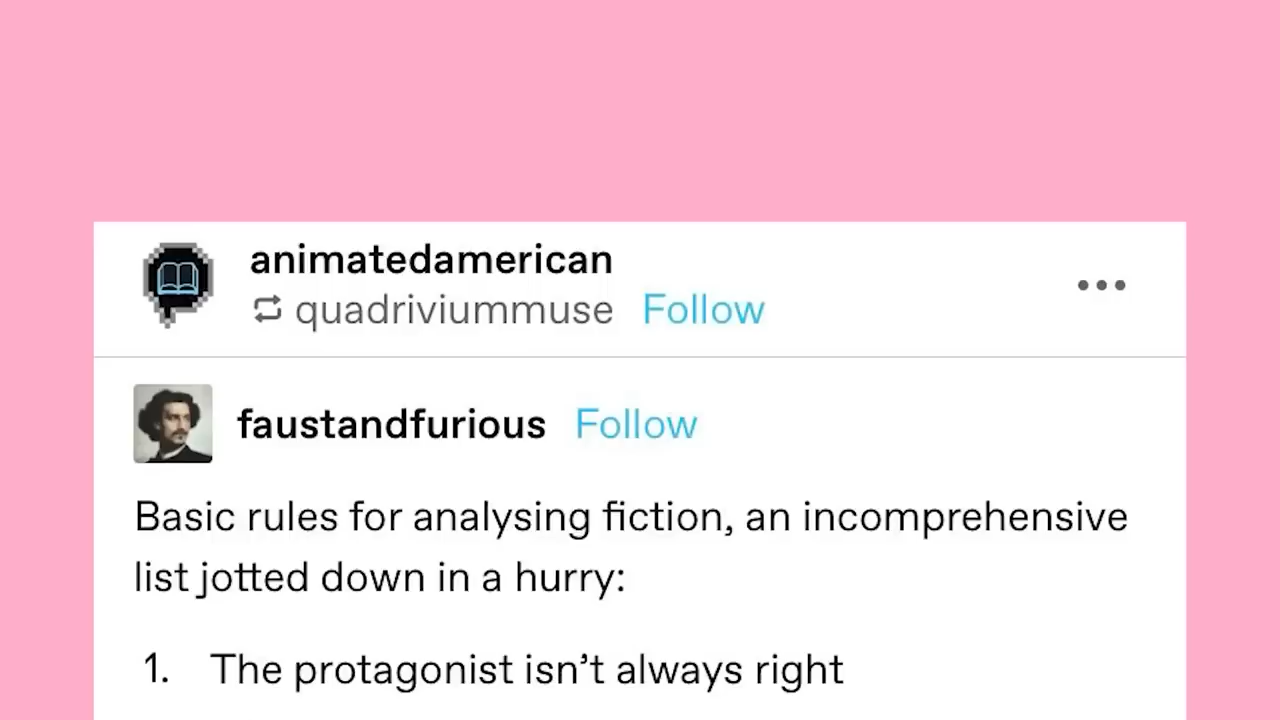 animatedamerican
quadriviummuse Follow
faustandfurious Follow
Basic rules for analysing fiction, an incomprehensive
list jotted down in a hurry:
1. The protagonist isn’t always right